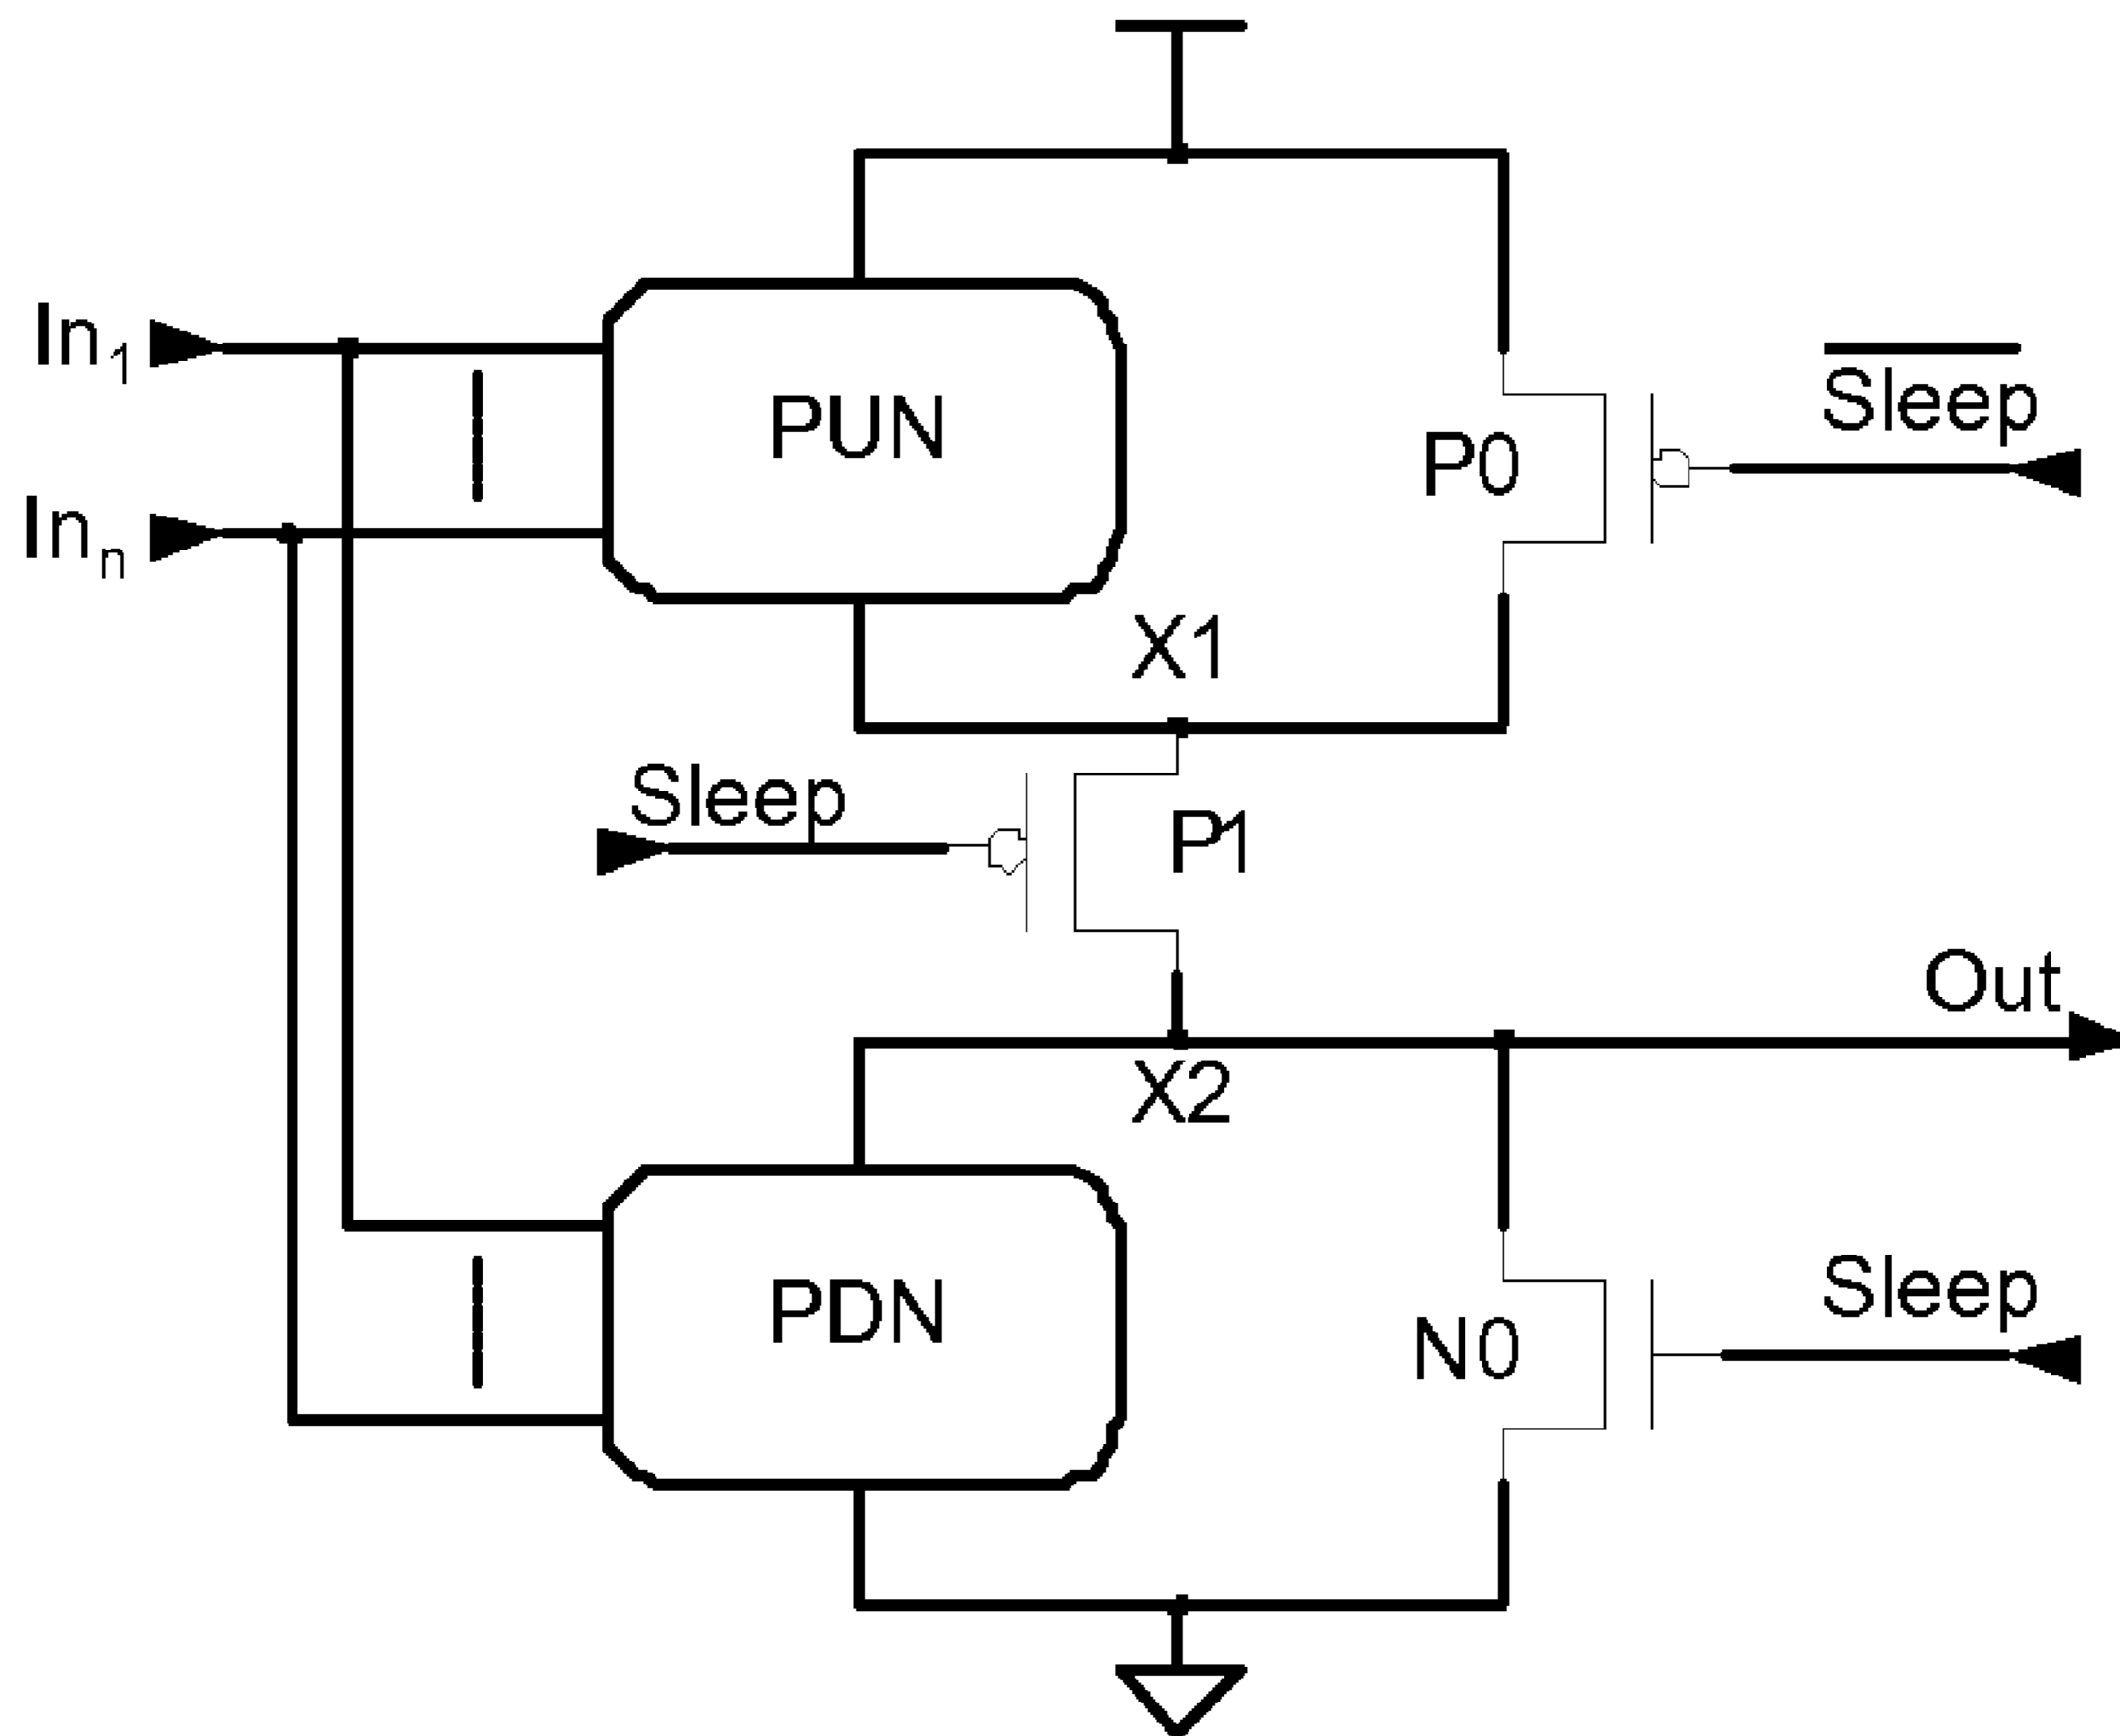 In1
PUN
Sleep
P0
Inn
X1
Sleep
P1
Out
X2
PDN
Sleep
N0